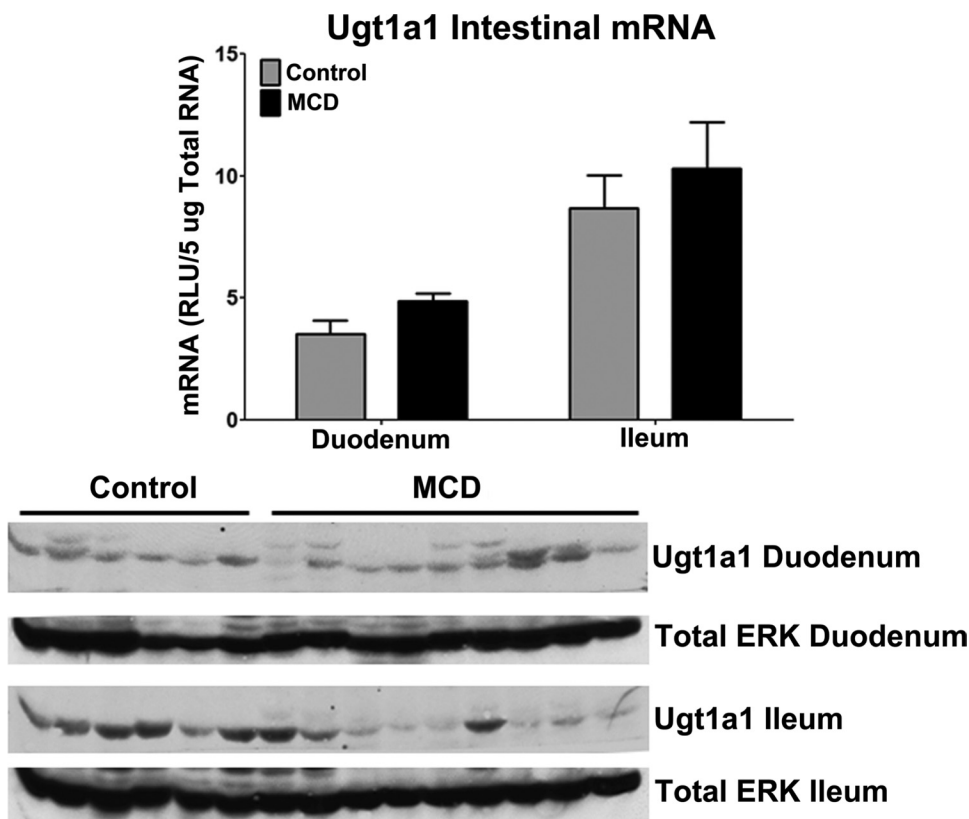 Ugt1a1 Intestinal mRNA
mRNA (RLU/5 ug Total RNA)
15
10
5
0
Control
MCD
Duodenum
Ileum
Control
MCD
Ugt1a1 Duodenum
Total ERK Duodenum
Ugt1a1 Ileum
Total ERK Ileum